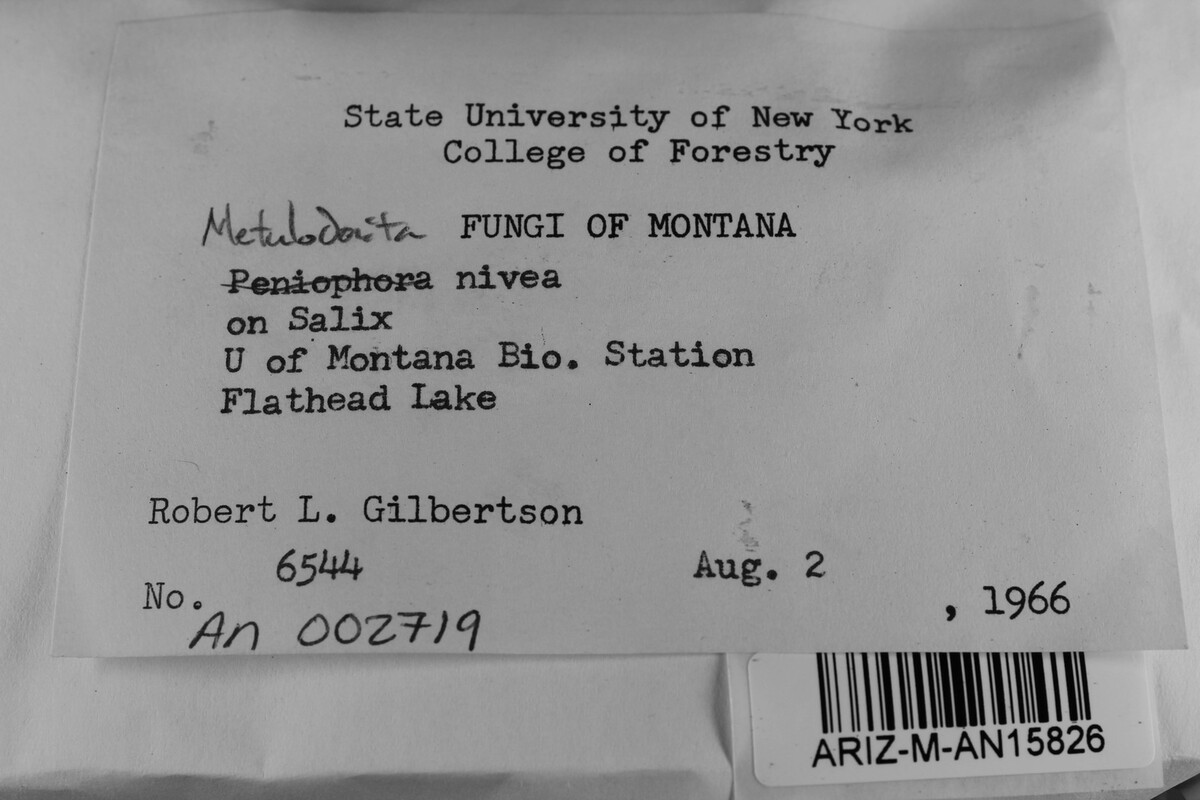 State University of New York
College of Forestry
Metulodontia FUNGI OF MONTANA
Peniophora nivea
on Salix
U of Montana Bio. Station
Flathead Lake
Robert L. Gilbertson
6544
Aug. 2
No.
, 1966
An 002719
ARIZ-M-AN15826